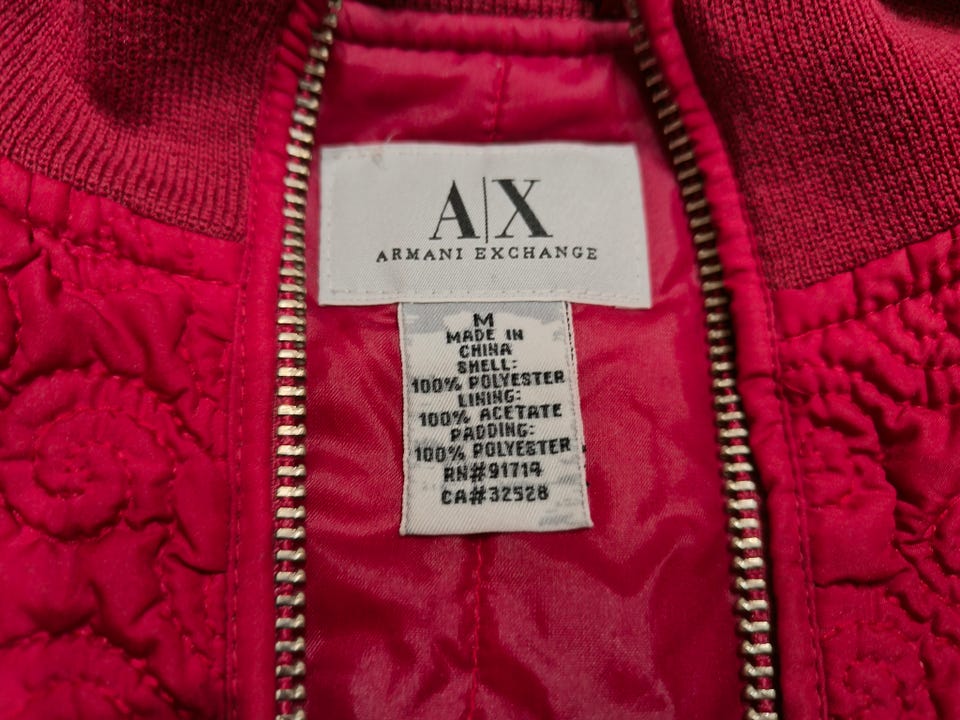 A|X
ARMANI EXCHANGE
M
MADE IN
CHINA
SHELL:
100% POLYESTER
LINING:
100% ACETATE
PADDING:
100% POLYESTER
RN#91714
CA#32528